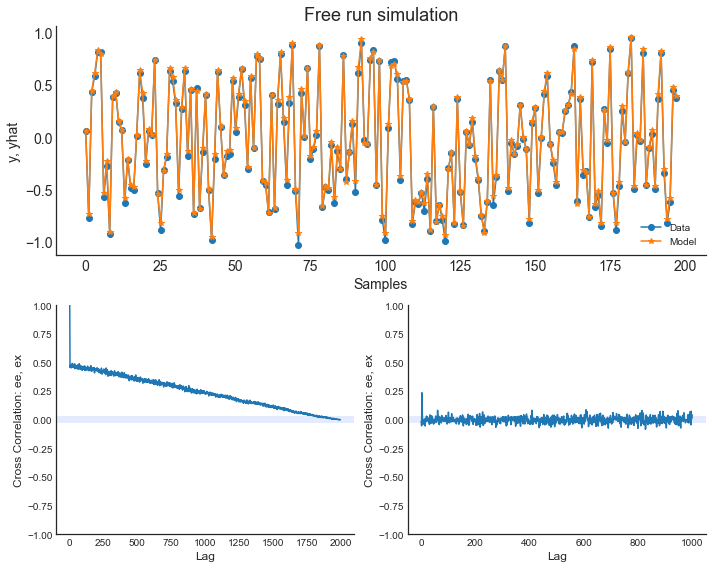 Free run simulation
y, yhat
1.0
0.5
0.0
−0.5
−1.0
0 25 50 75 100 125 150 175 200
Samples
Data
Model
Cross Correlation: ee, ex
1.00
0.75
0.50
0.25
0.00
−0.25
−0.50
−0.75
−1.00
0 250 500 750 1000 1250 1500 1750 2000
Lag
Cross Correlation: ee, ex
1.00
0.75
0.50
0.25
0.00
−0.25
−0.50
−0.75
−1.00
0 200 400 600 800 1000
Lag